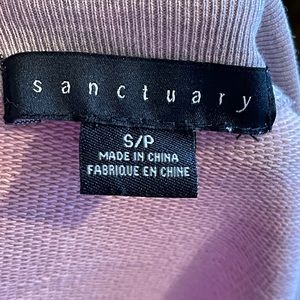 sanctuary
S/P
MADE IN CHINA
FABRIQUE EN CHINE